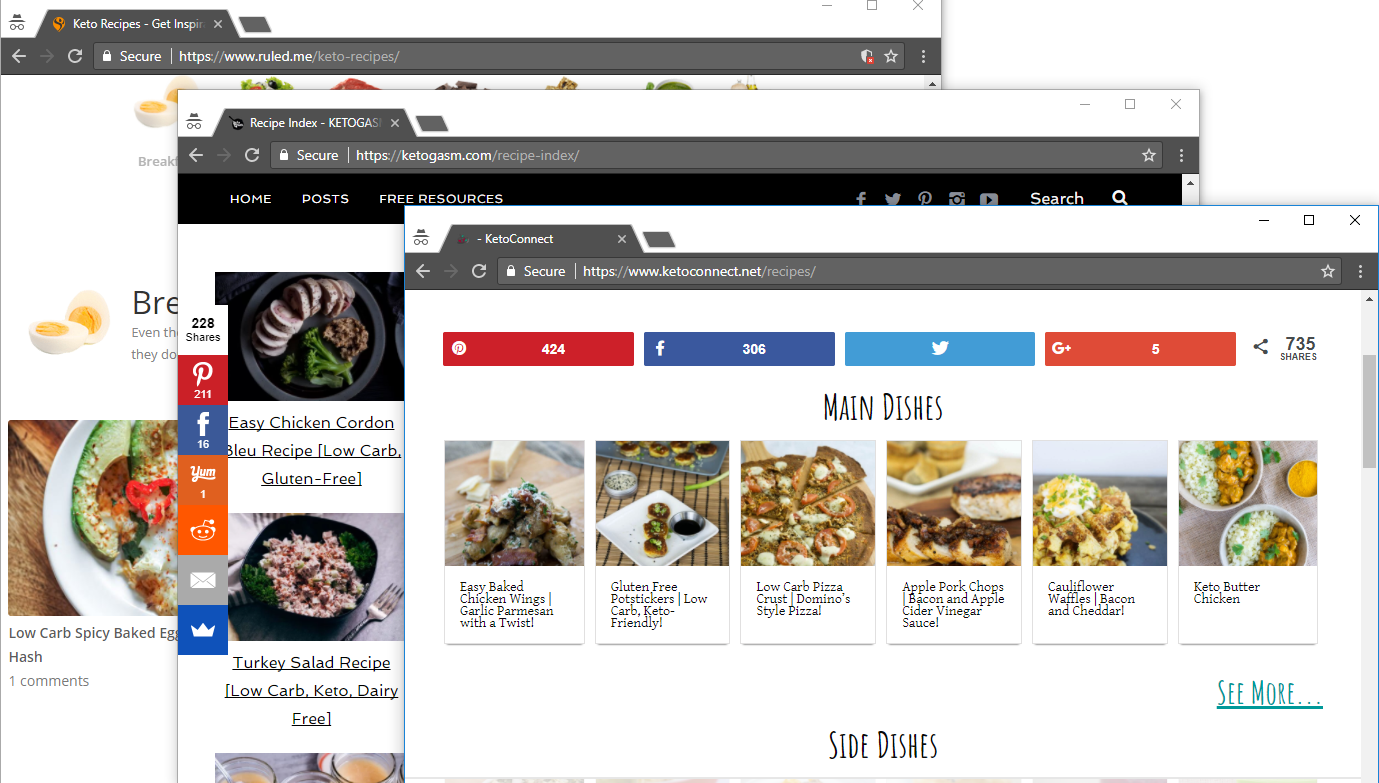 Keto Recipes - Get Inspir
Secure
https://www.ruled.me/keto-recipes/
Recipe Index - KETOGASM
Secure
https://ketogasm.com/recipe-index/
HOME
POSTS
FREE RESOURCES
Search
- KetoConnect
Secure
https://www.ketoconnect.net/recipes/
Breakf
Bre
Even the
they do
Low Carb Spicy Baked Egg
Hash
1 comments
228
Shares
211
16
Yum
1
Easy Chicken Cordon
Bleu Recipe [Low Carb,
Gluten-Free]
Turkey Salad Recipe
[Low Carb, Keto, Dairy
Free]
424
306
G+
5
735
SHARES
Main Dishes
Easy Baked
Chicken Wings |
Garlic Parmesan
with a Twist!
Gluten Free
Potstickers | Low
Carb, Keto-
Friendly!
Low Carb Pizza
Crust | Domino's
Style Pizza!
Apple Pork Chops
| Bacon and Apple
Cider Vinegar
Sauce!
Cauliflower
Waffles | Bacon
and Cheddar!
Keto Butter
Chicken
See More...
Side Dishes